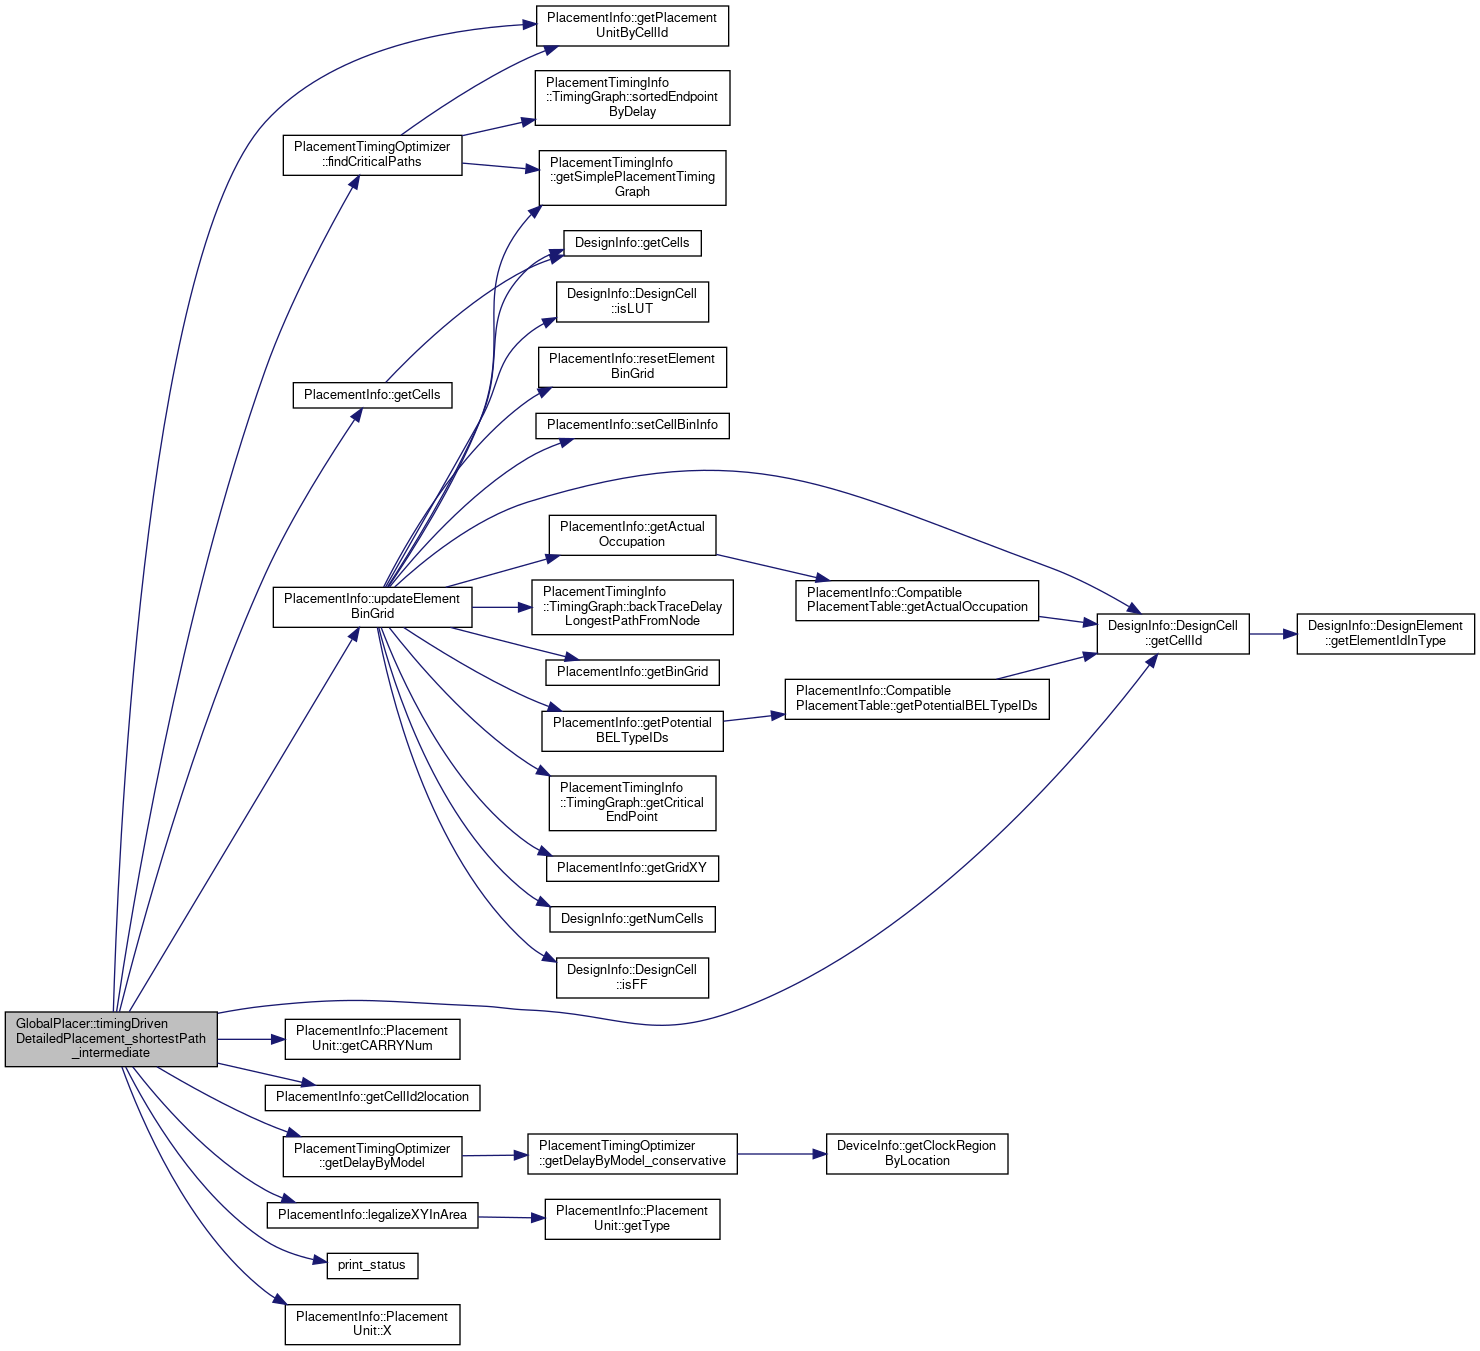 PlacementInfo::getPlacement
UnitByCellId
PlacementTimingInfo
::TimingGraph::sortedEndpoint
ByDelay
PlacementTimingOptimizer
::findCriticalPaths
PlacementTimingInfo
::getSimplePlacementTiming
Graph
DesignInfo::getCells
DesignInfo::DesignCell
::isLUT
PlacementInfo::resetElement
BinGrid
PlacementInfo::getCells
PlacementInfo::setCellBinInfo
PlacementInfo::getActual
Occupation
PlacementInfo::updateElement
BinGrid
PlacementTimingInfo
::TimingGraph::backTraceDelay
LongestPathFromNode
PlacementInfo::Compatible
PlacementTable::getActualOccupation
DesignInfo::DesignCell
::getCellId
DesignInfo::DesignElement
::getElementIdInType
PlacementInfo::getBinGrid
PlacementInfo::Compatible
PlacementTable::getPotentialBELTypeIDs
PlacementInfo::getPotential
BELTypeIDs
PlacementTimingInfo
::TimingGraph::getCritical
EndPoint
PlacementInfo::getGridXY
DesignInfo::getNumCells
DesignInfo::DesignCell
::isFF
GlobalPlacer::timingDriven
DetailedPlacement_shortestPath
_intermediate
PlacementInfo::Placement
Unit::getCARRYNum
PlacementInfo::getCellId2location
PlacementTimingOptimizer
::getDelayByModel
PlacementTimingOptimizer
::getDelayByModel_conservative
DeviceInfo::getClockRegion
ByLocation
PlacementInfo::legalizeXYInArea
PlacementInfo::Placement
Unit::getType
print_status
PlacementInfo::Placement
Unit::X